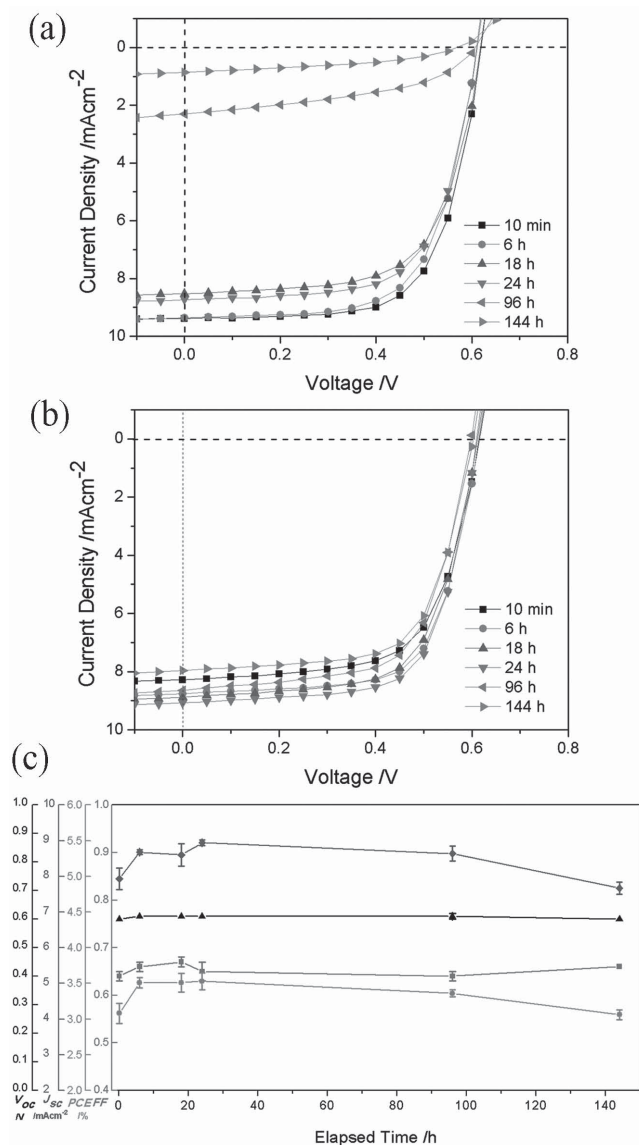 (a)
0
2
4
6
8
10
Current Density /mAcm-2
10 min
6 h
18 h
24 h
96 h
144 h
0.0 0.2 0.4 0.6 0.8
Voltage /V
(b)
0
2
4
6
8
10
Current Density /mAcm-2
10 min
6 h
18 h
24 h
96 h
144 h
0.0 0.2 0.4 0.6 0.8
Voltage /V
(c)
1.0 10 6.0 1.0
0.9 9 5.5
0.9
0.8 8 5.0
0.7 7 4.5 0.8
0.6 6 4.0
0.5 0.7
0.4 5 3.5
0.3 4 3.0 0.6
0.2
0.1 3 2.5 0.5
0.0 2 2.0 0.4
VOC JSC PCE FF
/V /mAcm-2 /%
0 20 40 60 80 100 120 140
Elapsed Time /h